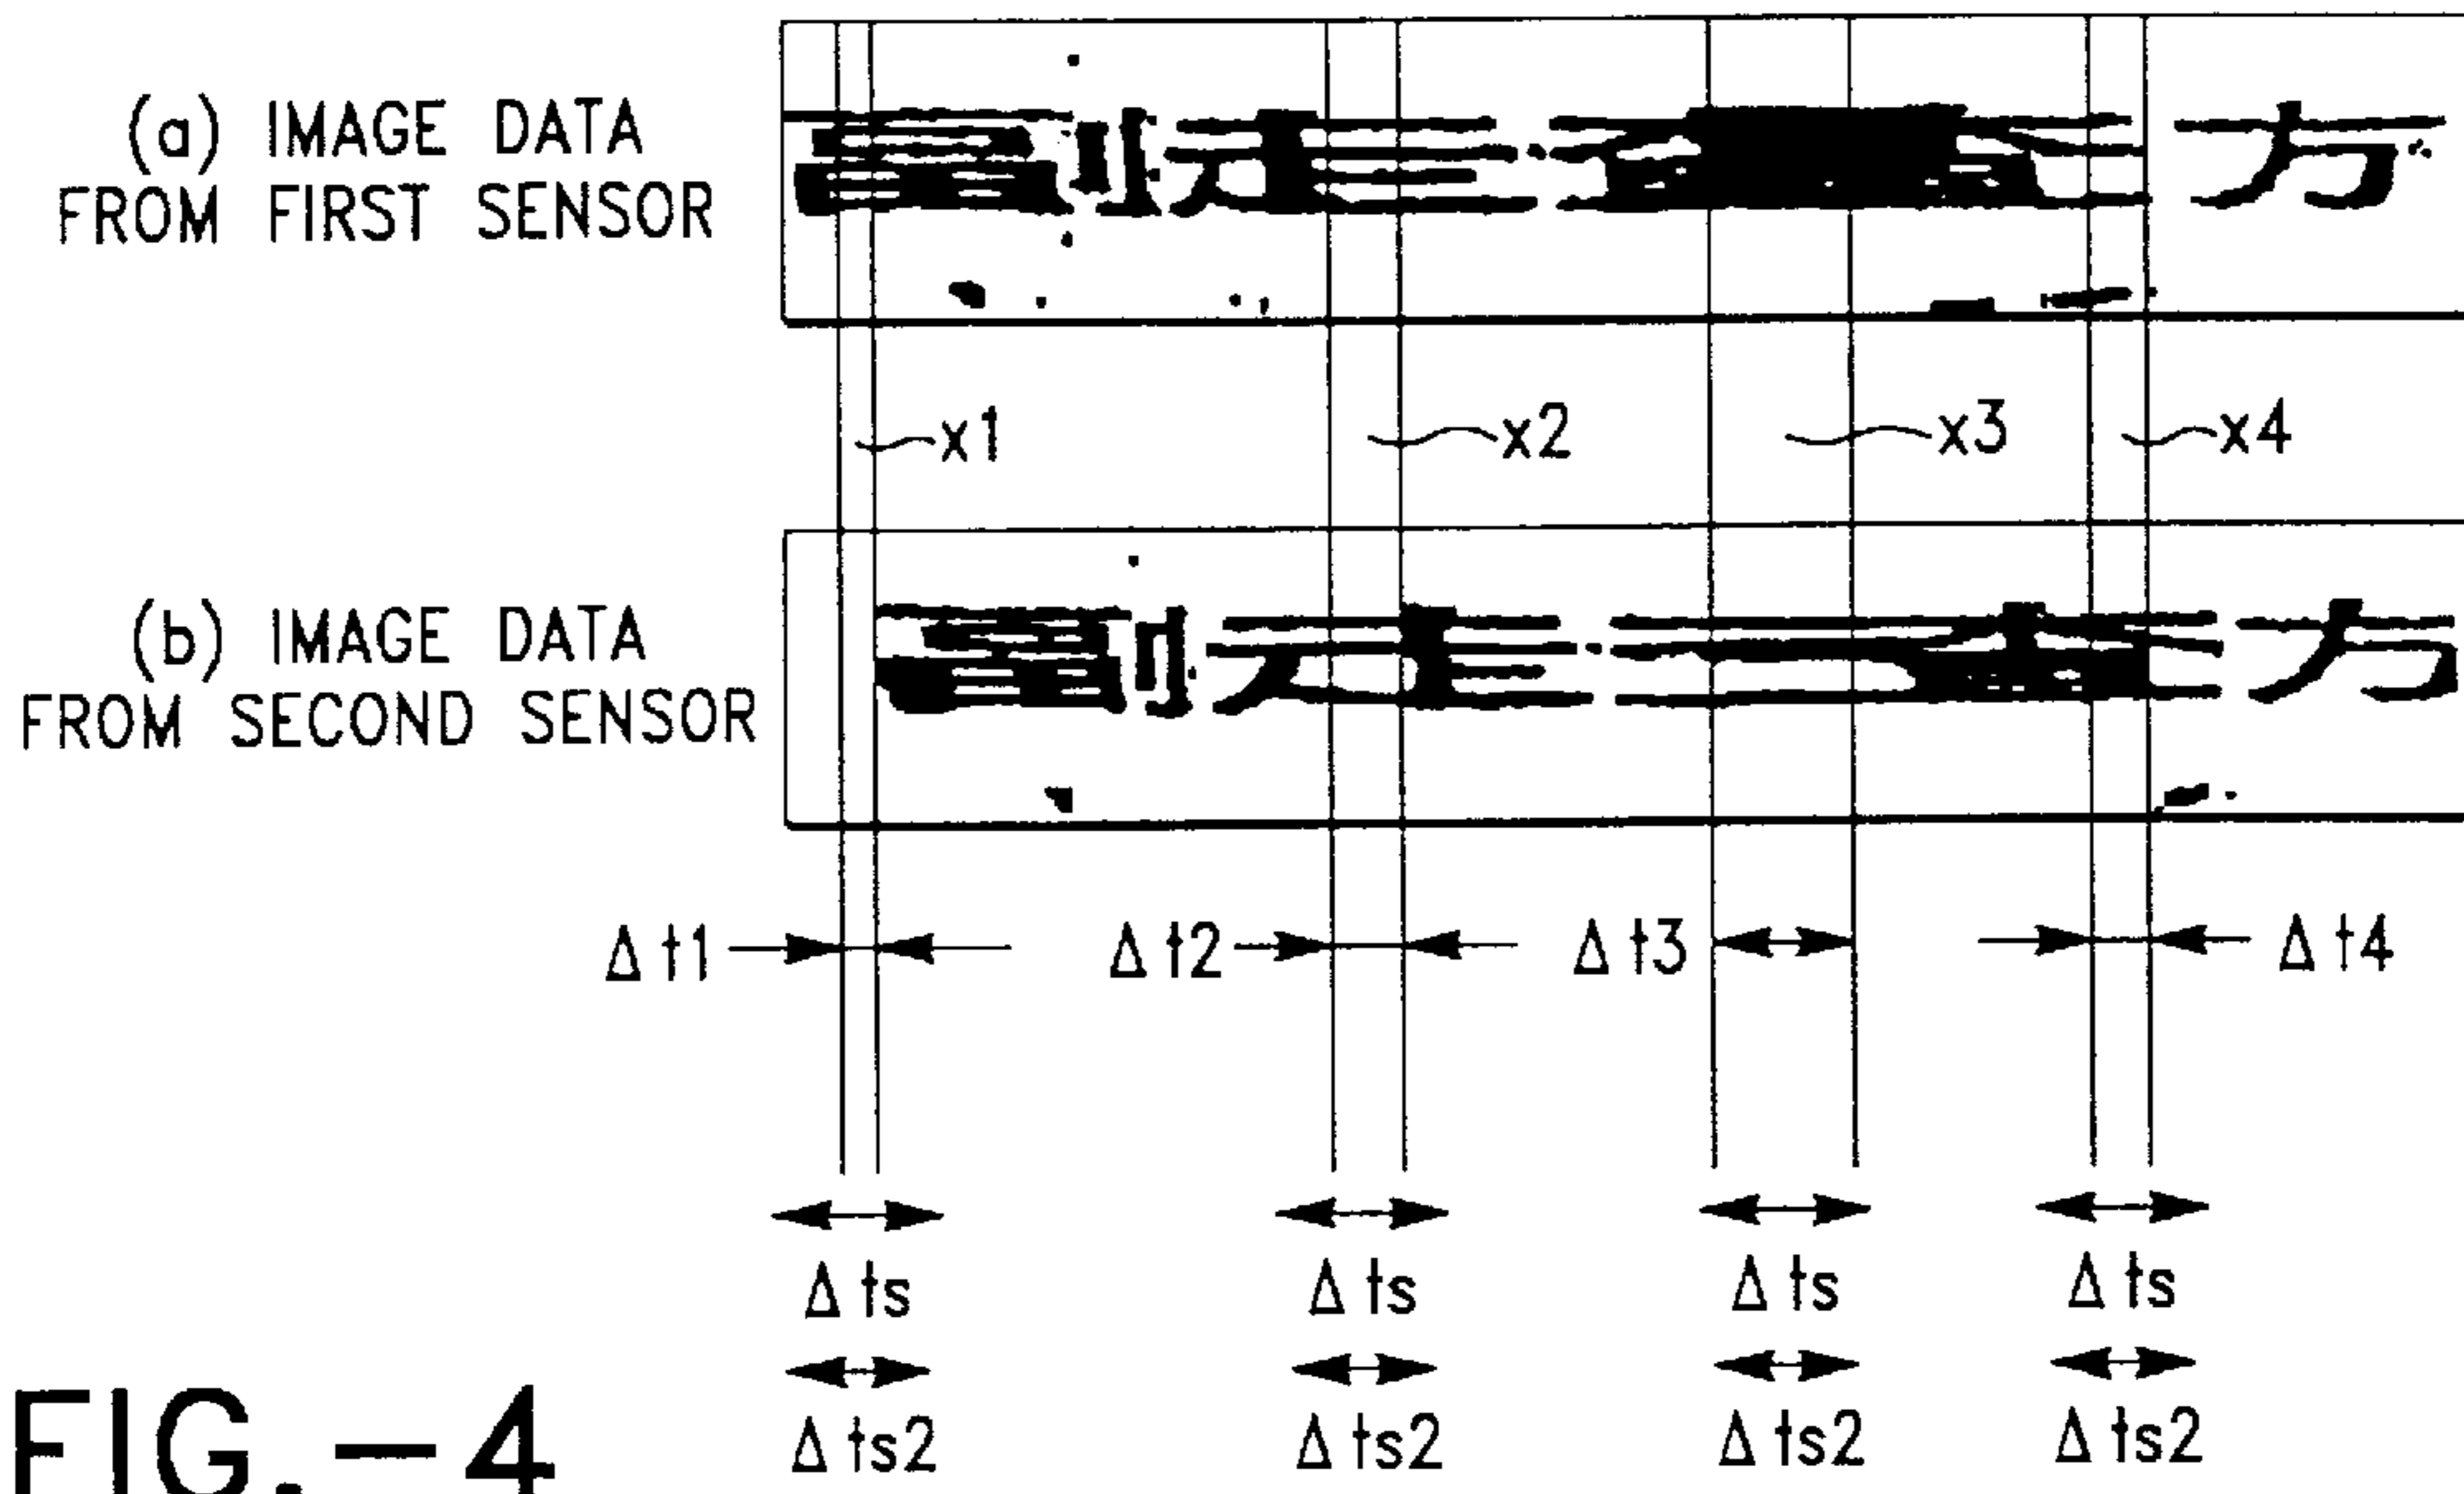 (a) IMAGE DATA
FROM FIRST SENSOR
x1 x2 x3 x4
(b) IMAGE DATA
FROM SECOND SENSOR
Δt1 Δt2 Δt3 Δt4
Δts Δts Δts Δts
Δts2 Δts2 Δts2 Δts2
FIG.-4